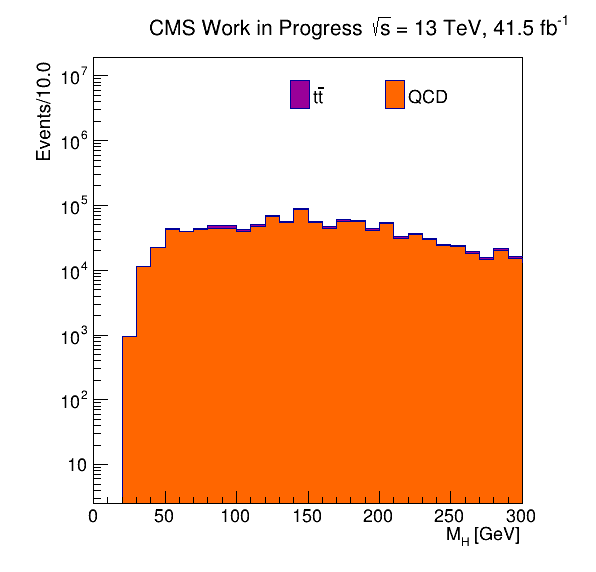 CMS Work in Progress √s = 13 TeV, 41.5 fb⁻¹
Events/10.0
tt̄
QCD
10⁷
10⁶
10⁵
10⁴
10³
10²
10
0 50 100 150 200 250 300
M_H [GeV]